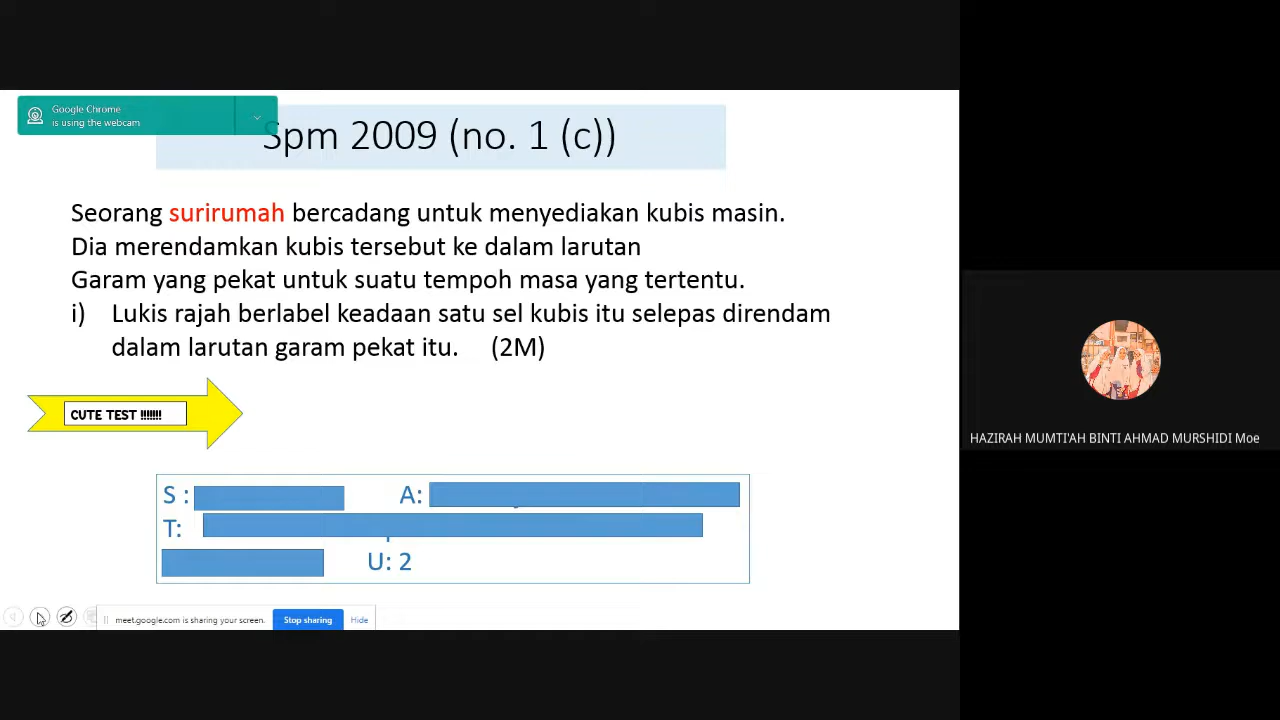 Google Chrome
is using the webcam
Spm 2009 (no. 1 (c))
Seorang surirumah bercadang untuk menyediakan kubis masin.
Dia merendamkan kubis tersebut ke dalam larutan
Garam yang pekat untuk suatu tempoh masa yang tertentu.
i) Lukis rajah berlabel keadaan satu sel kubis itu selepas direndam
dalam larutan garam pekat itu. (2M)
CUTE TEST !!!!!!!
S : A:
T:
U: 2
meet.google.com is sharing your screen. Stop sharing Hide
HAZIRAH MUMTI'AH BINTI AHMAD MURSHIDI Moe